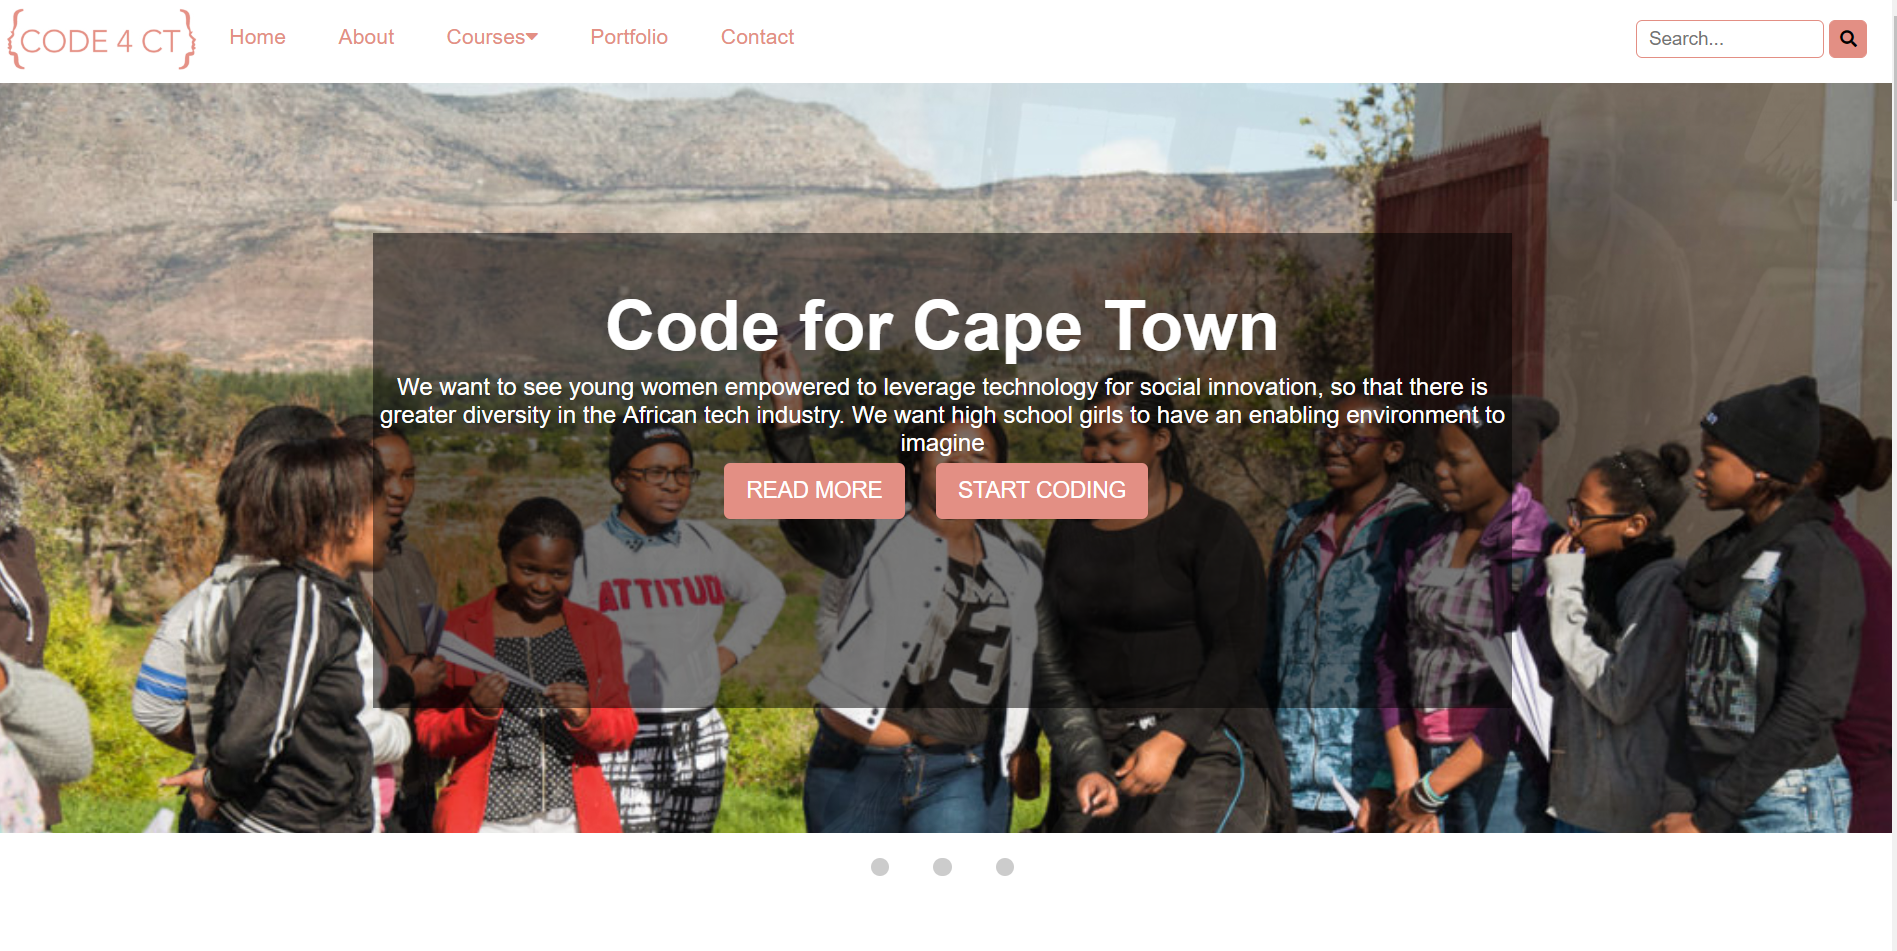 {CODE 4 CT}
Home About Courses Portfolio Contact
Search...
Code for Cape Town
We want to see young women empowered to leverage technology for social innovation, so that there is
greater diversity in the African tech industry. We want high school girls to have an enabling environment to
imagine
READ MORE START CODING
ATTITUD